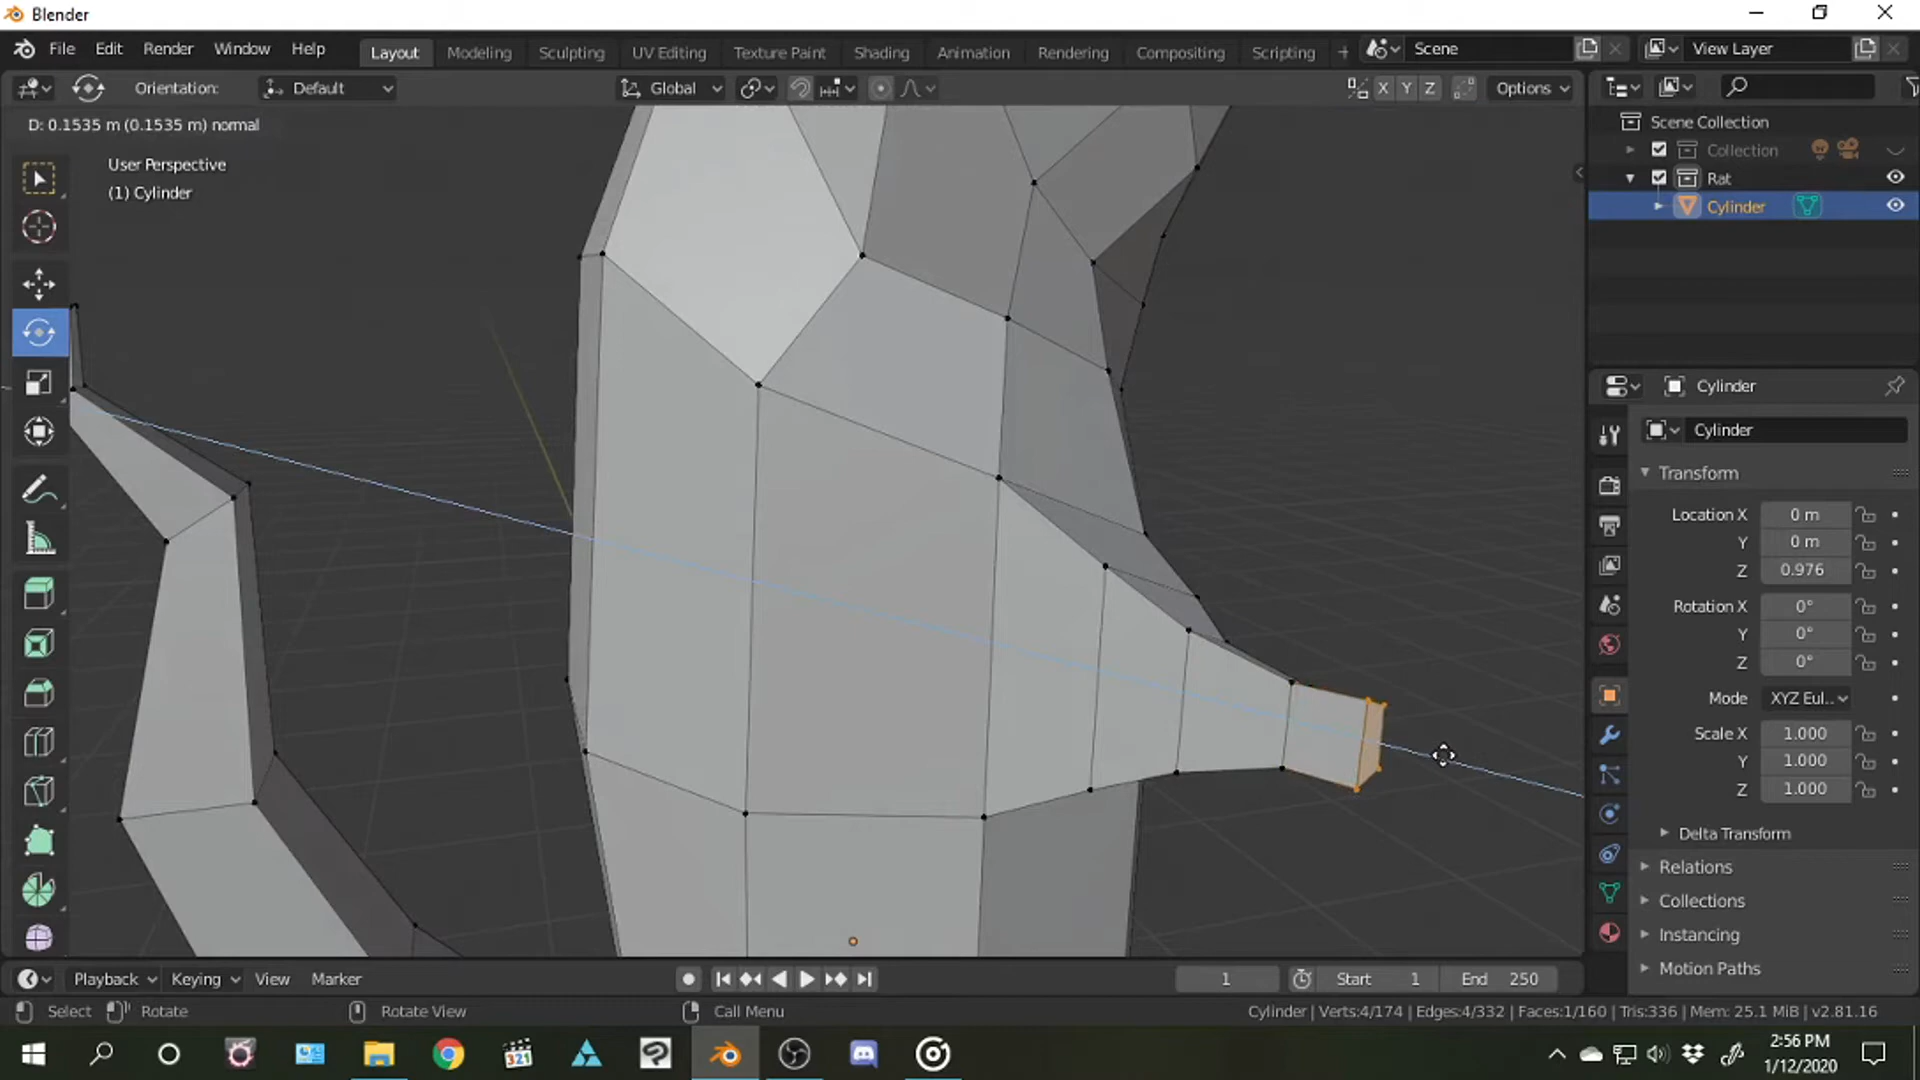 Blender
File Edit Render Window Help Layout Modeling Sculpting UV Editing Texture Paint Shading Animation Rendering Compositing Scripting + Scene View Layer
Orientation: Default Global X Y Z Options
D: 0.1535 m (0.1535 m) normal
User Perspective
(1) Cylinder
Scene Collection
Collection
Rat
Cylinder
Cylinder
Cylinder
Transform
Location X 0 m
Y 0 m
Z 0.976
Rotation X 0°
Y 0°
Z 0°
Mode XYZ Eul..
Scale X 1.000
Y 1.000
Z 1.000
Delta Transform
Relations
Collections
Instancing
Motion Paths
Playback Keying View Marker 1 Start 1 End 250
Select Rotate Rotate View Call Menu Cylinder | Verts:4/174 | Edges:4/332 | Faces:1/160 | Tris:336 | Mem: 25.1 MiB | v2.81.16
321
2:56 PM
1/12/2020